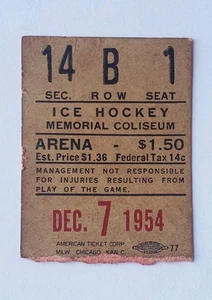 14 B 1
SEC. ROW SEAT
ICE HOCKEY
MEMORIAL COLISEUM
ARENA - $1.50
Est. Price $1.36 Federal Tax 14c
MANAGEMENT NOT RESPONSIBLE
FOR INJURIES RESULTING FROM
PLAY OF THE GAME.
DEC. 7 1954
AMERICAN TICKET CORP.
MILW. CHICAGO KAN.C.
77